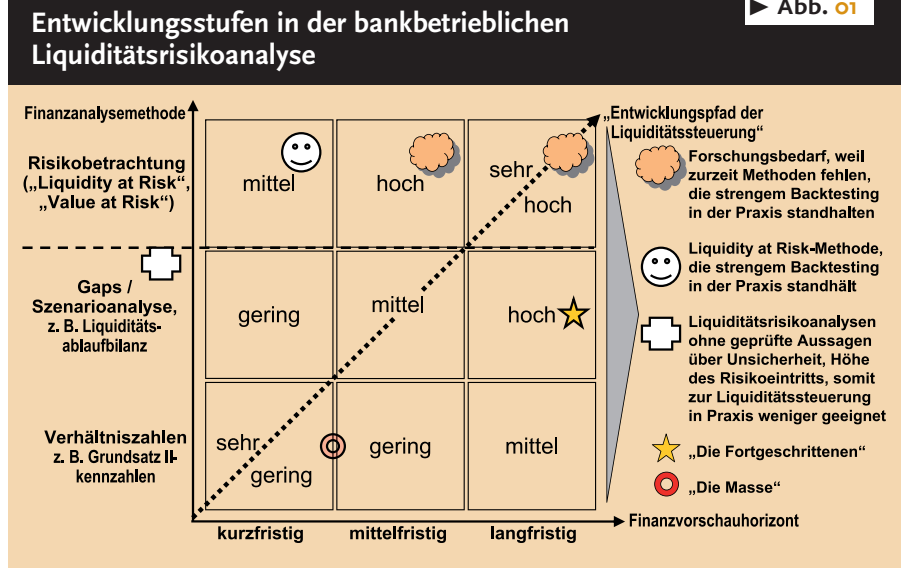 ► Abb. 01
Entwicklungsstufen in der bankbetrieblichen
Liquiditätsrisikoanalyse
Finanzanalysemethode
Risikobetrachtung
(„Liquidity at Risk“,
„Value at Risk“)
mittel
hoch
sehr
hoch
Gaps /
Szenarioanalyse,
z. B. Liquiditäts-
ablaufbilanz
gering
mittel
hoch
Verhältniszahlen
z. B. Grundsatz II-
kennzahlen
sehr
gering
gering
mittel
kurzfristig
mittelfristig
langfristig
Finanzvorschauhorizont
„Entwicklungspfad der
Liquiditätssteuerung“
Forschungsbedarf, weil
zurzeit Methoden fehlen,
die strengem Backtesting
in der Praxis standhalten
Liquidity at Risk-Methode,
die strengem Backtesting
in der Praxis standhält
Liquiditätsrisikoanalysen
ohne geprüfte Aussagen
über Unsicherheit, Höhe
des Risikoeintritts, somit
zur Liquiditätssteuerung
in Praxis weniger geeignet
„Die Fortgeschrittenen“
„Die Masse“